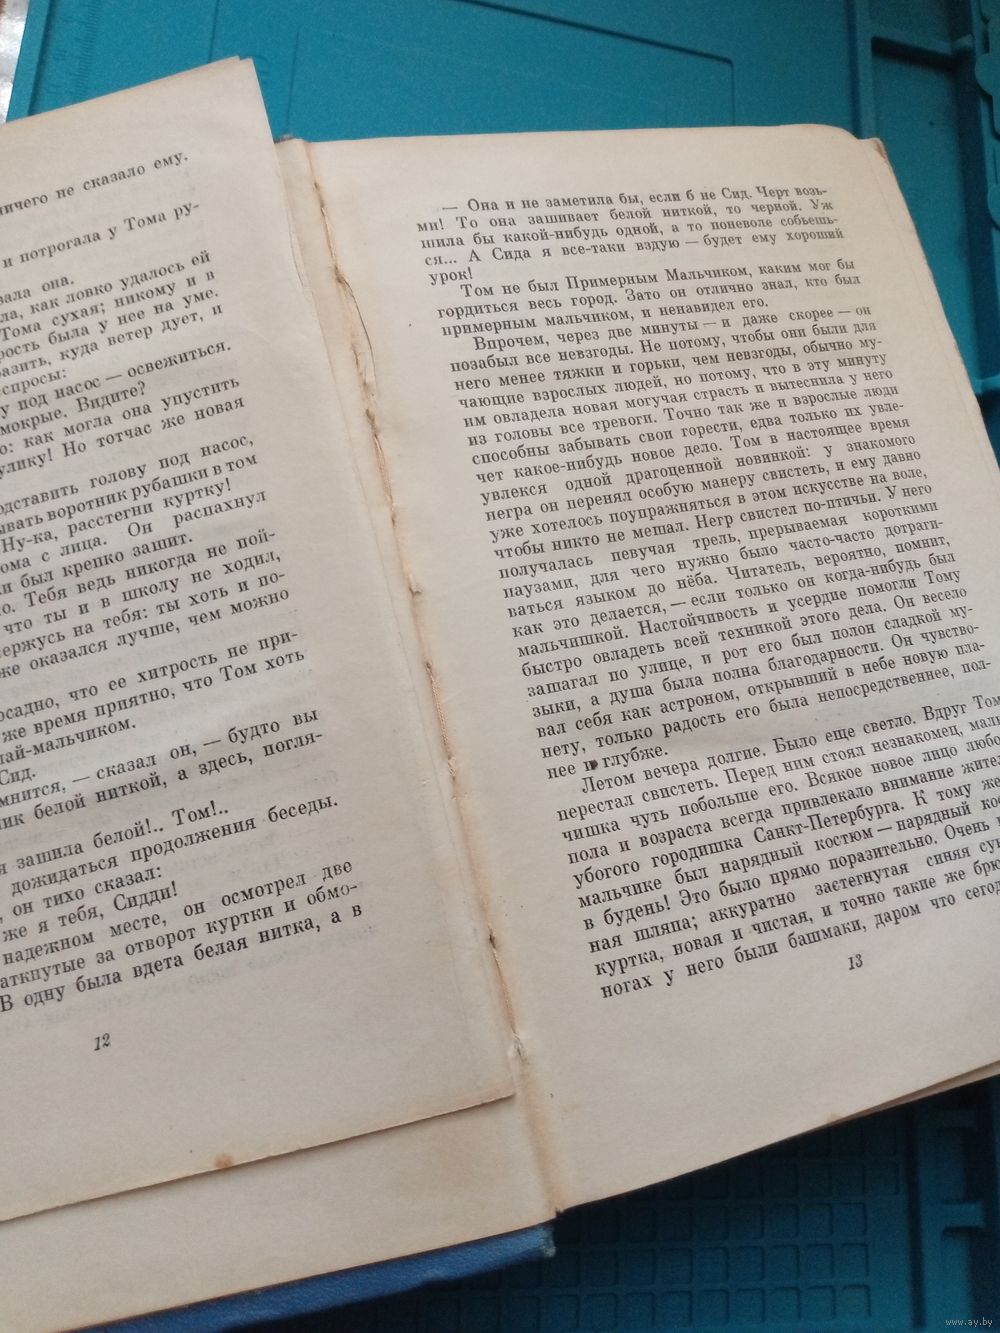 ничего не сказало ему.
и потрогала у Тома ру-
вала она.
ла, как ловко удалось ей
Тома сухая; никому и в
рость была у нее на уме.
разить, куда ветер дует, и
спросы:
у под насос — освежиться.
мокрые. Видите?
о: как могла она упустить
улику! Но тотчас же новая
одставить голову под насос,
ывать воротник рубашки в том
Ну-ка, расстегни куртку!
ома с лица. Он распахнул
и был крепко зашит.
о. Тебя ведь никогда не пой-
что ты и в школу не ходил,
ержусь на тебя: ты хоть и по-
же оказался лучше, чем можно
осадно, что ее хитрость не при-
же время приятно, что Том хоть
пай-мальчиком.
Сид.
мнится, — сказал он, — будто вы
ик белой ниткой, а здесь, погля-
я зашила белой!.. Том!..
дожидаться продолжения беседы.
, он тихо сказал:
же я тебя, Сидди!
надежном месте, он осмотрел две
аткнутые за отворот куртки и обмо-
В одну была вдета белая нитка, а в
12
— Она и не заметила бы, если б не Сид. Черт возь-
ми! То она зашивает белой ниткой, то черной. Уж
шила бы какой-нибудь одной, а то поневоле собьешь-
ся... А Сида я все-таки вздую — будет ему хороший
урок!
Том не был Примерным Мальчиком, каким мог бы
гордиться весь город. Зато он отлично знал, кто был
примерным мальчиком, и ненавидел его.
Впрочем, через две минуты — и даже скорее — он
позабыл все невзгоды. Не потому, чтобы они были для
него менее тяжки и горьки, чем невзгоды, обычно му-
чающие взрослых людей, но потому, что в эту минуту
им овладела новая могучая страсть и вытеснила у него
из головы все тревоги. Точно так же и взрослые люди
способны забывать свои горести, едва только их увле-
чет какое-нибудь новое дело. Том в настоящее время
увлекся одной драгоценной новинкой: у знакомого
негра он перенял особую манеру свистеть, и ему давно
уже хотелось поупражняться в этом искусстве на воле,
чтобы никто не мешал. Негр свистел по-птичьи. У него
получалась певучая трель, прерываемая короткими
паузами, для чего нужно было часто-часто дотраги-
ваться языком до нёба. Читатель, вероятно, помнит,
как это делается, — если только он когда-нибудь был
мальчишкой. Настойчивость и усердие помогли Тому
быстро овладеть всей техникой этого дела. Он весело
зашагал по улице, и рот его был полон сладкой му-
зыки, а душа была полна благодарности. Он чувство-
вал себя как астроном, открывший в небе новую пла-
нету, только радость его была непосредственнее, пол-
нее и глубже.
Летом вечера долгие. Было еще светло. Вдруг Том
перестал свистеть. Перед ним стоял незнакомец, маль
чишка чуть побольше его. Всякое новое лицо любо
пола и возраста всегда привлекало внимание жител
убогого городишка Санкт-Петербурга. К тому же
мальчике был нарядный костюм — нарядный кос
в будень! Это было прямо поразительно. Очень
ная шляпа; аккуратно застегнутая синяя сук
куртка, новая и чистая, и точно такие же брю
ногах у него были башмаки, даром что сегод
13
www.ay.by